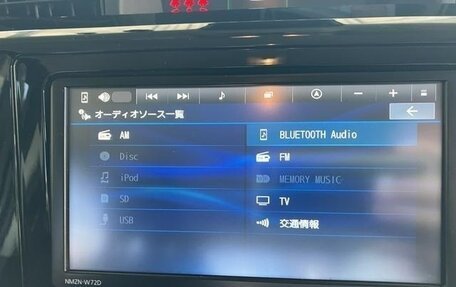 オーディオソース一覧
AM
Disc
iPod
SD
USB
BLUETOOTH Audio
FM
MEMORY MUSIC
TV
交通情報
NMZN-W72D